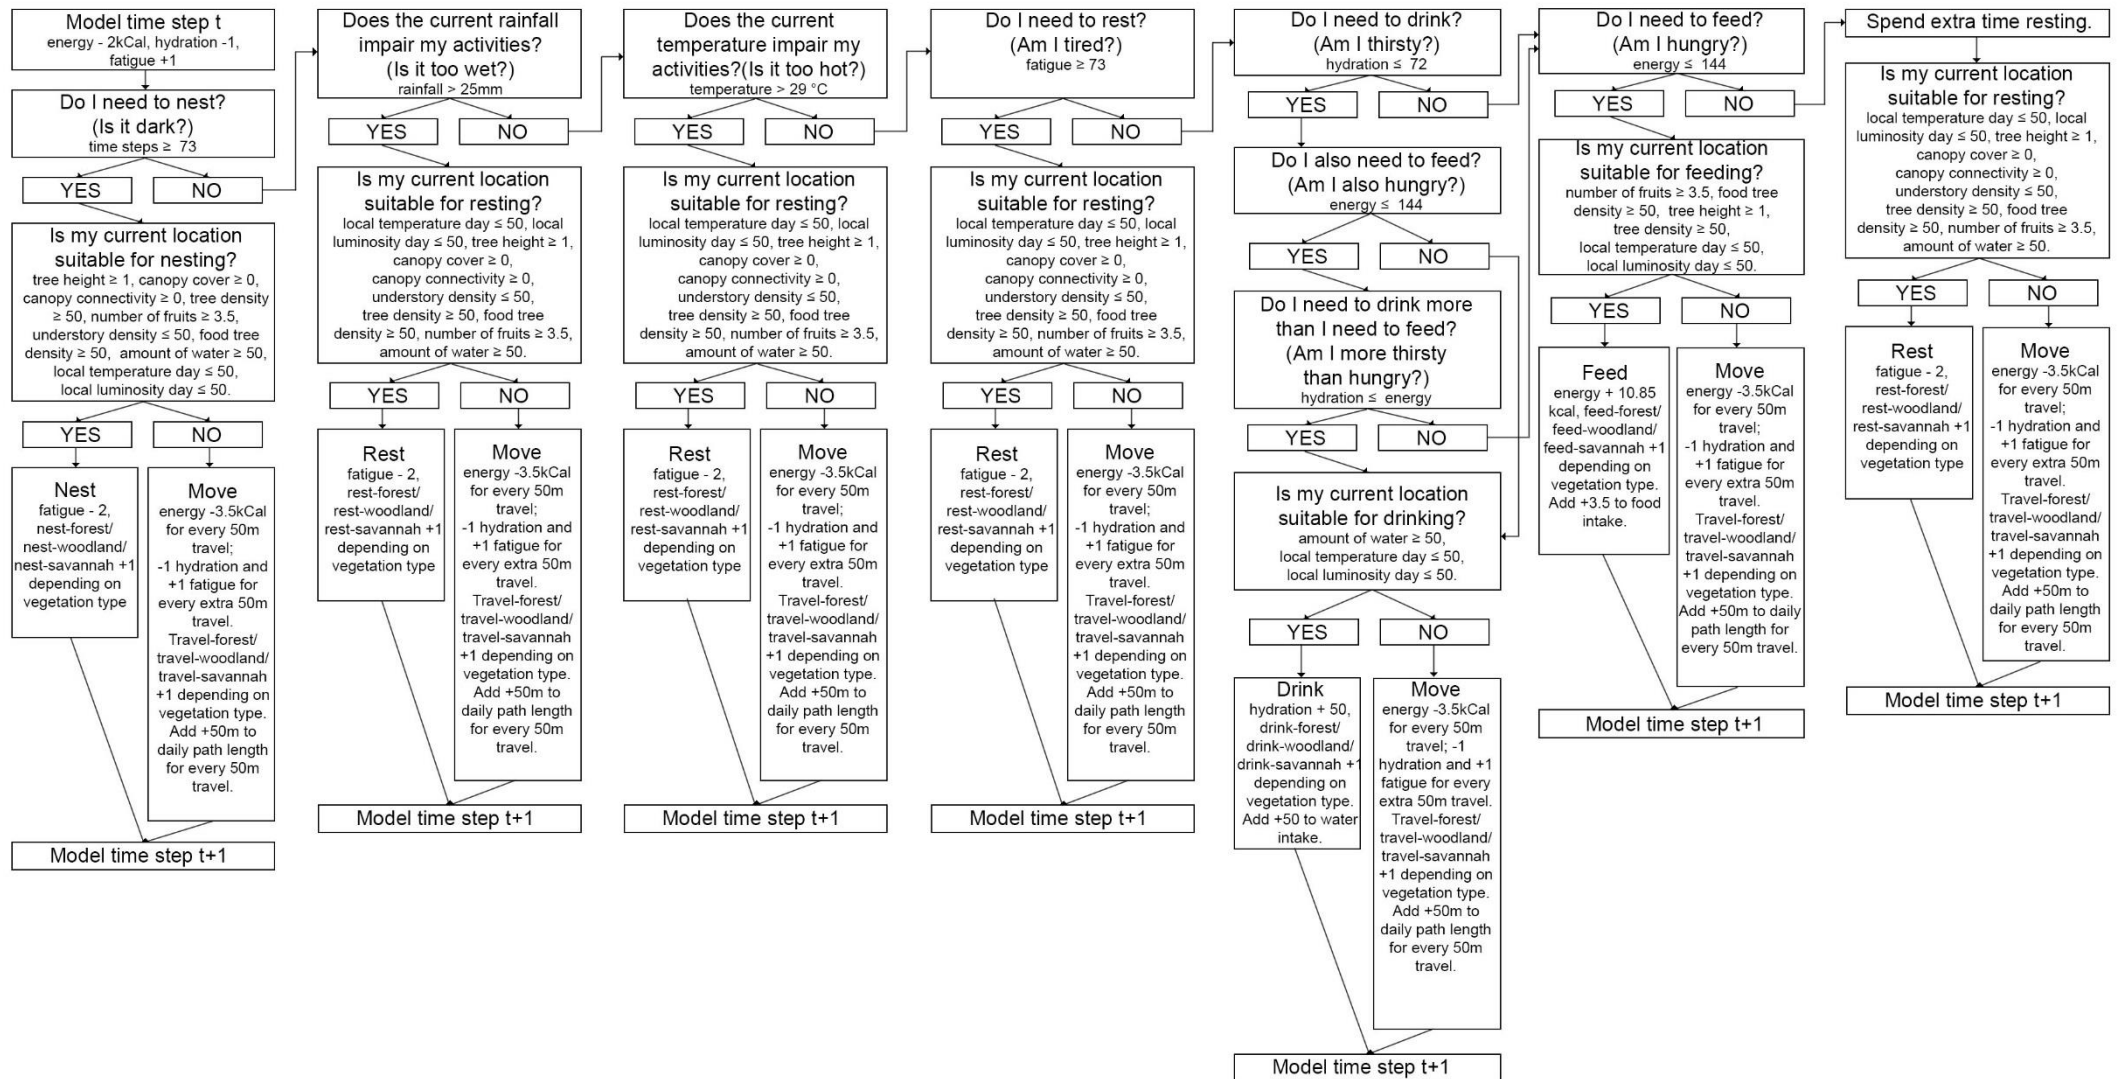 Model time step t
energy - 2kCal, hydration -1,
fatigue +1
Do I need to nest?
(Is it dark?)
time steps ≥ 73
YES
NO
Is my current location
suitable for nesting?
tree height ≥ 1, canopy cover ≥ 0,
canopy connectivity ≥ 0, tree density
≥ 50, number of fruits ≥ 3.5,
understory density ≤ 50, food tree
density ≥ 50, amount of water ≥ 50,
local temperature day ≤ 50,
local luminosity day ≤ 50.
YES
NO
Nest
fatigue - 2,
nest-forest/
nest-woodland/
nest-savannah +1
depending on
vegetation type
Move
energy -3.5kCal
for every 50m
travel;
-1 hydration and
+1 fatigue for
every extra 50m
travel.
Travel-forest/
travel-woodland/
travel-savannah
+1 depending on
vegetation type.
Add +50m to
daily path length
for every 50m
travel.
Model time step t+1
Does the current rainfall
impair my activities?
(Is it too wet?)
rainfall > 25mm
YES
NO
Is my current location
suitable for resting?
local temperature day ≤ 50, local
luminosity day ≤ 50, tree height ≥ 1,
canopy cover ≥ 0,
canopy connectivity ≥ 0,
understory density ≤ 50,
tree density ≥ 50, food tree
density ≥ 50, number of fruits ≥ 3.5,
amount of water ≥ 50.
YES
NO
Rest
fatigue - 2,
rest-forest/
rest-woodland/
rest-savannah +1
depending on
vegetation type
Move
energy -3.5kCal
for every 50m
travel;
-1 hydration and
+1 fatigue for
every extra 50m
travel.
Travel-forest/
travel-woodland/
travel-savannah
+1 depending on
vegetation type.
Add +50m to
daily path length
for every 50m
travel.
Model time step t+1
Does the current
temperature impair my
activities?(Is it too hot?)
temperature > 29 °C
YES
NO
Is my current location
suitable for resting?
local temperature day ≤ 50, local
luminosity day ≤ 50, tree height ≥ 1,
canopy cover ≥ 0,
canopy connectivity ≥ 0,
understory density ≤ 50,
tree density ≥ 50, food tree
density ≥ 50, number of fruits ≥ 3.5,
amount of water ≥ 50.
YES
NO
Rest
fatigue - 2,
rest-forest/
rest-woodland/
rest-savannah +1
depending on
vegetation type
Move
energy -3.5kCal
for every 50m
travel;
-1 hydration and
+1 fatigue for
every extra 50m
travel.
Travel-forest/
travel-woodland/
travel-savannah
+1 depending on
vegetation type.
Add +50m to
daily path length
for every 50m
travel.
Model time step t+1
Do I need to rest?
(Am I tired?)
fatigue ≥ 73
YES
NO
Is my current location
suitable for resting?
local temperature day ≤ 50, local
luminosity day ≤ 50, tree height ≥ 1,
canopy cover ≥ 0,
canopy connectivity ≥ 0,
understory density ≤ 50,
tree density ≥ 50, food tree
density ≥ 50, number of fruits ≥ 3.5,
amount of water ≥ 50.
YES
NO
Rest
fatigue - 2,
rest-forest/
rest-woodland/
rest-savannah +1
depending on
vegetation type
Move
energy -3.5kCal
for every 50m
travel;
-1 hydration and
+1 fatigue for
every extra 50m
travel.
Travel-forest/
travel-woodland/
travel-savannah
+1 depending on
vegetation type.
Add +50m to
daily path length
for every 50m
travel.
Model time step t+1
Do I need to drink?
(Am I thirsty?)
hydration ≤ 72
YES
NO
Do I also need to feed?
(Am I also hungry?)
energy ≤ 144
YES
NO
Do I need to drink more
than I need to feed?
(Am I more thirsty
than hungry?)
hydration ≤ energy
YES
NO
Is my current location
suitable for drinking?
amount of water ≥ 50,
local temperature day ≤ 50,
local luminosity day ≤ 50.
YES
NO
Drink
hydration + 50,
drink-forest/
drink-woodland/
drink-savannah +1
depending on
vegetation type.
Add +50 to water
intake.
Move
energy -3.5kCal
for every 50m
travel; -1
hydration and +1
fatigue for every
extra 50m travel.
Travel-forest/
travel-woodland/
travel-savannah
+1 depending on
vegetation type.
Add +50m to
daily path length
for every 50m
travel.
Model time step t+1
Do I need to feed?
(Am I hungry?)
energy ≤ 144
YES
NO
Is my current location
suitable for feeding?
number of fruits ≥ 3.5, food tree
density ≥ 50, tree height ≥ 1,
tree density ≥ 50,
local temperature day ≤ 50,
local luminosity day ≤ 50.
YES
NO
Feed
energy + 10.85
kcal, feed-forest/
feed-woodland/
feed-savannah +1
depending on
vegetation type.
Add +3.5 to food
intake.
Move
energy -3.5kCal
for every 50m
travel;
-1 hydration and
+1 fatigue for
every extra 50m
travel.
Travel-forest/
travel-woodland/
travel-savannah
+1 depending on
vegetation type.
Add +50m to daily
path length for
every 50m travel.
Model time step t+1
Spend extra time resting.
Is my current location
suitable for resting?
local temperature day ≤ 50, local
luminosity day ≤ 50, tree height ≥ 1,
canopy cover ≥ 0,
canopy connectivity ≥ 0,
understory density ≤ 50,
tree density ≥ 50, food tree
density ≥ 50, number of fruits ≥ 3.5,
amount of water ≥ 50.
YES
NO
Rest
fatigue - 2,
rest-forest/
rest-woodland/
rest-savannah +1
depending on
vegetation type
Move
energy -3.5kCal
for every 50m
travel;
-1 hydration and
+1 fatigue for
every extra 50m
travel.
Travel-forest/
travel-woodland/
travel-savannah
+1 depending on
vegetation type.
Add +50m to
daily path length
for every 50m
travel.
Model time step t+1